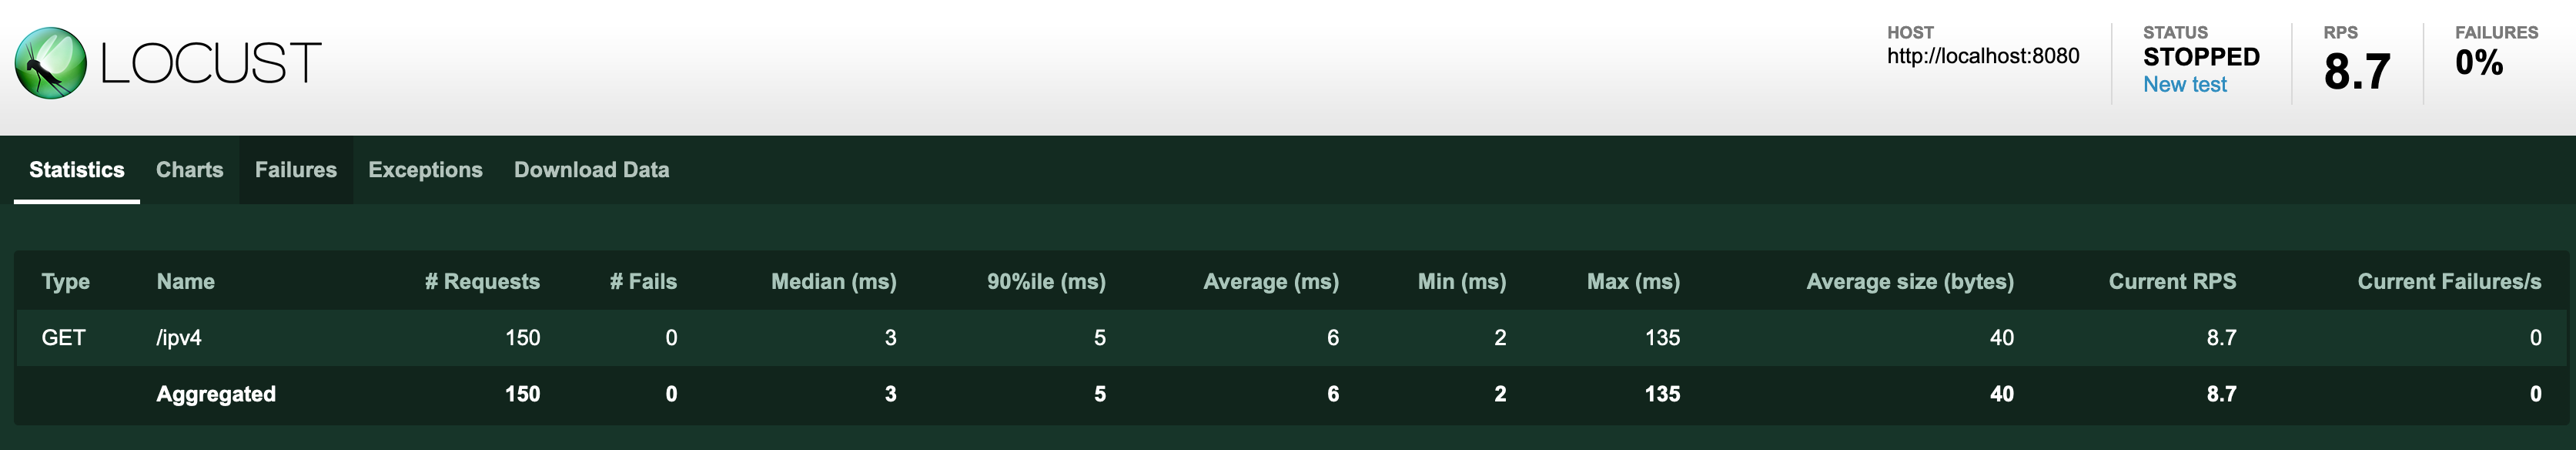 LOCUST
HOST
http://localhost:8080
STATUS
STOPPED
New test
RPS
8.7
FAILURES
0%
Statistics Charts Failures Exceptions Download Data
Type Name # Requests # Fails Median (ms) 90%ile (ms) Average (ms) Min (ms) Max (ms) Average size (bytes) Current RPS Current Failures/s
GET /ipv4 150 0 3 5 6 2 135 40 8.7 0
Aggregated 150 0 3 5 6 2 135 40 8.7 0